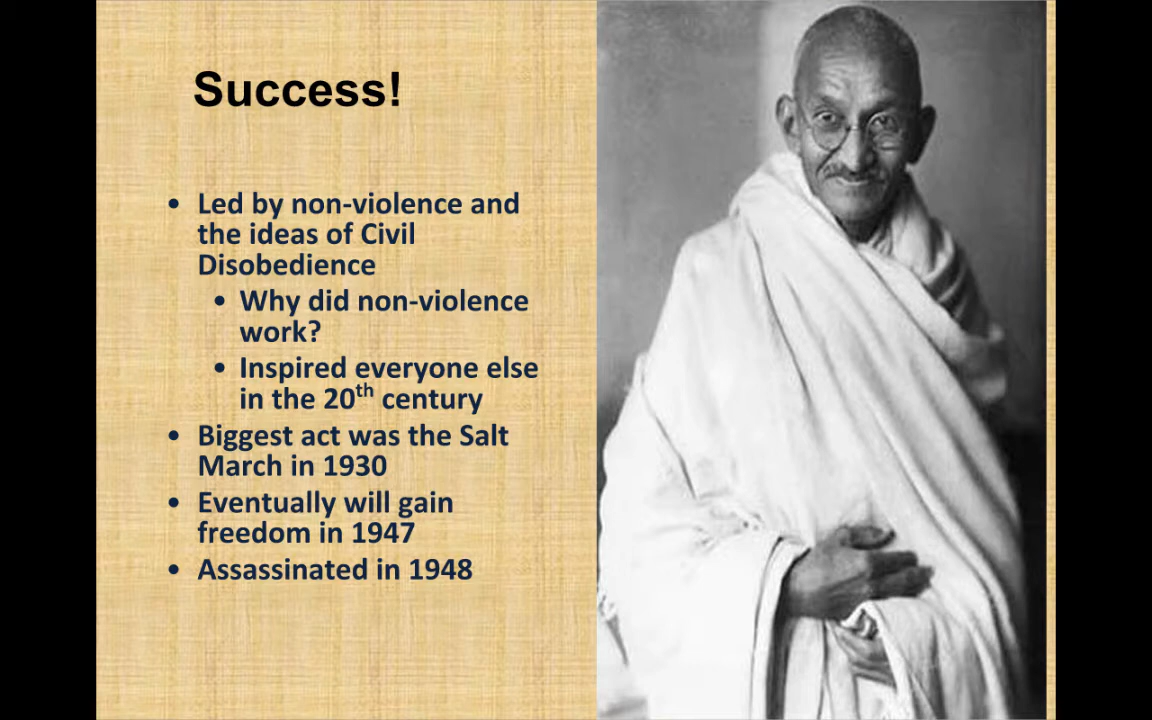 Success!
• Led by non-violence and
the ideas of Civil
Disobedience
• Why did non-violence
work?
• Inspired everyone else
in the 20th century
• Biggest act was the Salt
March in 1930
• Eventually will gain
freedom in 1947
• Assassinated in 1948